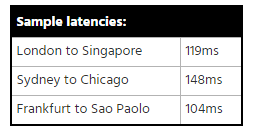 Sample latencies:
London to Singapore 119ms
Sydney to Chicago 148ms
Frankfurt to Sao Paolo 104ms